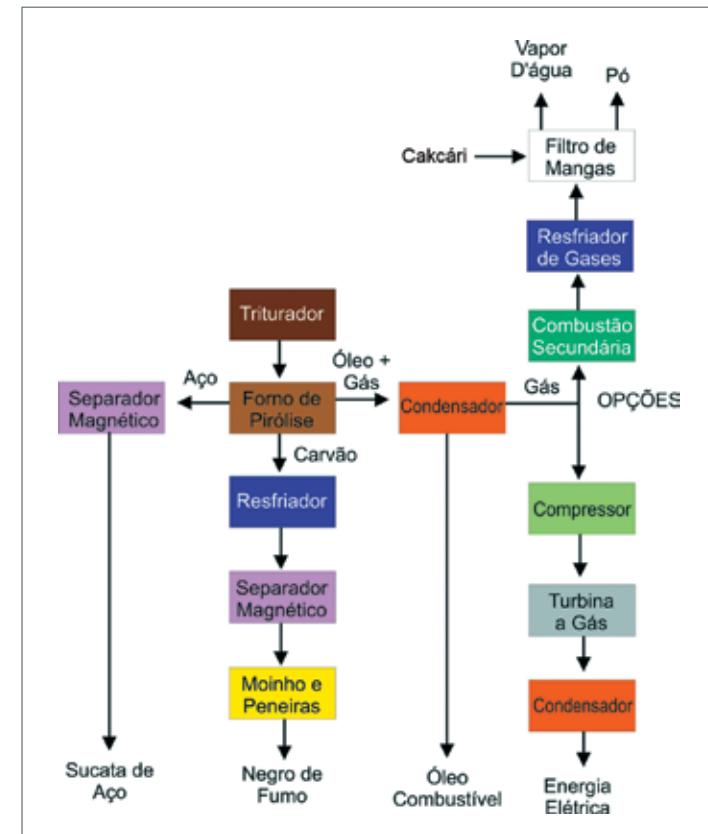 Vapor
D'água
Pó
Cakcári
Filtro de
Mangas
Resfriador
de Gases
Triturador
Combustão
Secundária
Aço
Óleo +
Gás
Gás
OPÇÕES
Separador
Magnético
Forno de
Pirólise
Condensador
Carvão
Resfriador
Compressor
Separador
Magnético
Turbina
a Gás
Moinho e
Peneiras
Condensador
Sucata de
Aço
Negro de
Fumo
Óleo
Combustível
Energia
Elétrica